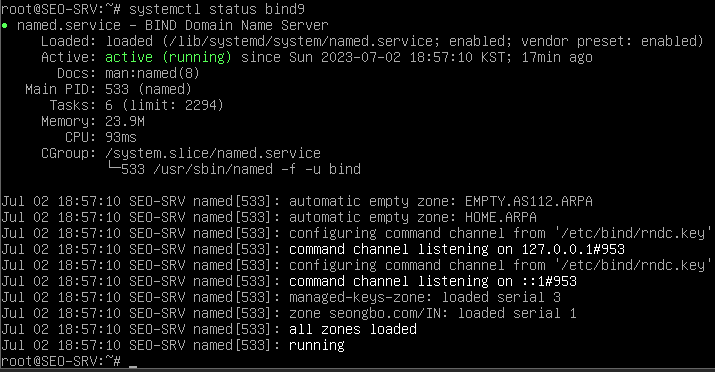 root@SEO-SRV:~# systemctl status bind9
● named.service - BIND Domain Name Server
Loaded: loaded (/lib/systemd/system/named.service; enabled; vendor preset: enabled)
Active: active (running) since Sun 2023-07-02 18:57:10 KST; 17min ago
Docs: man:named(8)
Main PID: 533 (named)
Tasks: 6 (limit: 2294)
Memory: 23.9M
CPU: 93ms
CGroup: /system.slice/named.service
└─533 /usr/sbin/named -f -u bind

Jul 02 18:57:10 SEO-SRV named[533]: automatic empty zone: EMPTY.AS112.ARPA
Jul 02 18:57:10 SEO-SRV named[533]: automatic empty zone: HOME.ARPA
Jul 02 18:57:10 SEO-SRV named[533]: configuring command channel from '/etc/bind/rndc.key'
Jul 02 18:57:10 SEO-SRV named[533]: command channel listening on 127.0.0.1#953
Jul 02 18:57:10 SEO-SRV named[533]: configuring command channel from '/etc/bind/rndc.key'
Jul 02 18:57:10 SEO-SRV named[533]: command channel listening on ::1#953
Jul 02 18:57:10 SEO-SRV named[533]: managed-keys-zone: loaded serial 3
Jul 02 18:57:10 SEO-SRV named[533]: zone seongbo.com/IN: loaded serial 1
Jul 02 18:57:10 SEO-SRV named[533]: all zones loaded
Jul 02 18:57:10 SEO-SRV named[533]: running
root@SEO-SRV:~# _